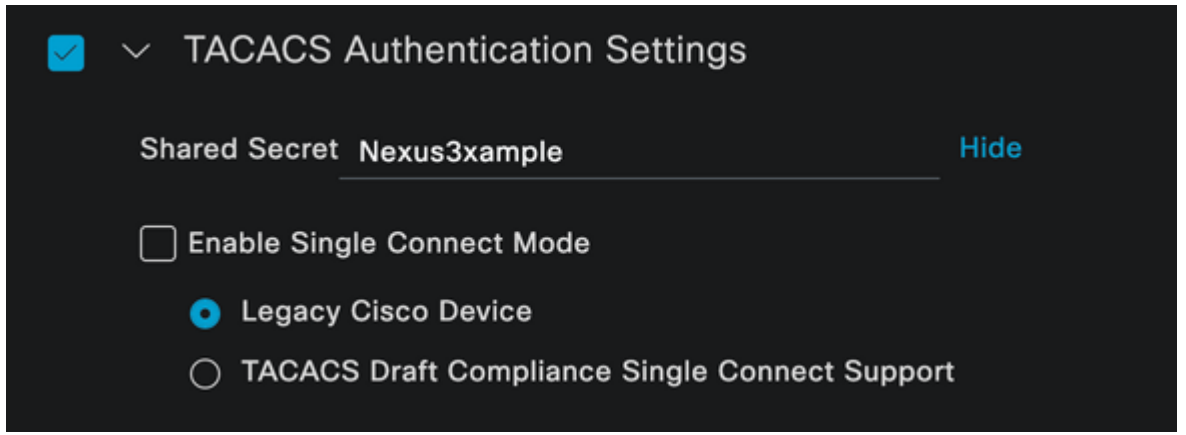 TACACS Authentication Settings
Shared Secret Nexus3xample Hide
Enable Single Connect Mode
Legacy Cisco Device
TACACS Draft Compliance Single Connect Support